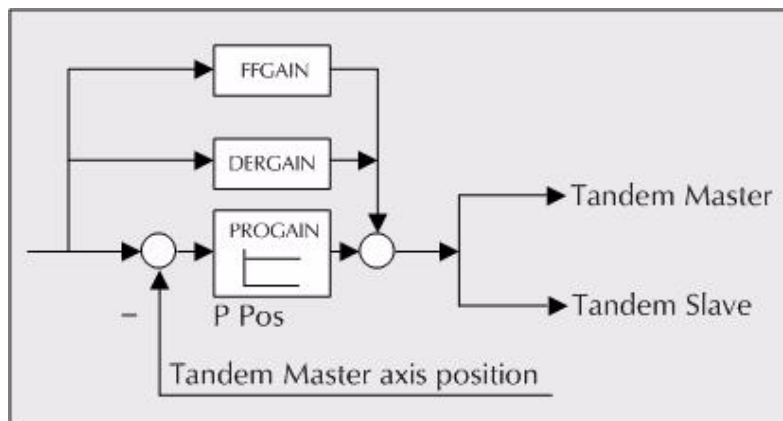 FFGAIN
DERGAIN
PROGAIN
P Pos
–
Tandem Master
Tandem Slave
Tandem Master axis position